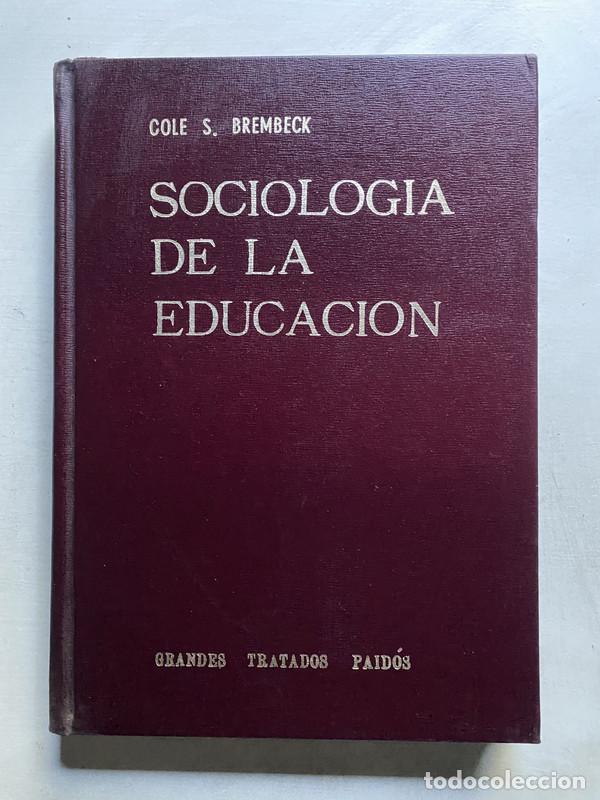 COLE S. BREMBECK
SOCIOLOGIA
DE LA
EDUCACION
GRANDES TRATADOS PAIDÓS
todocoleccion